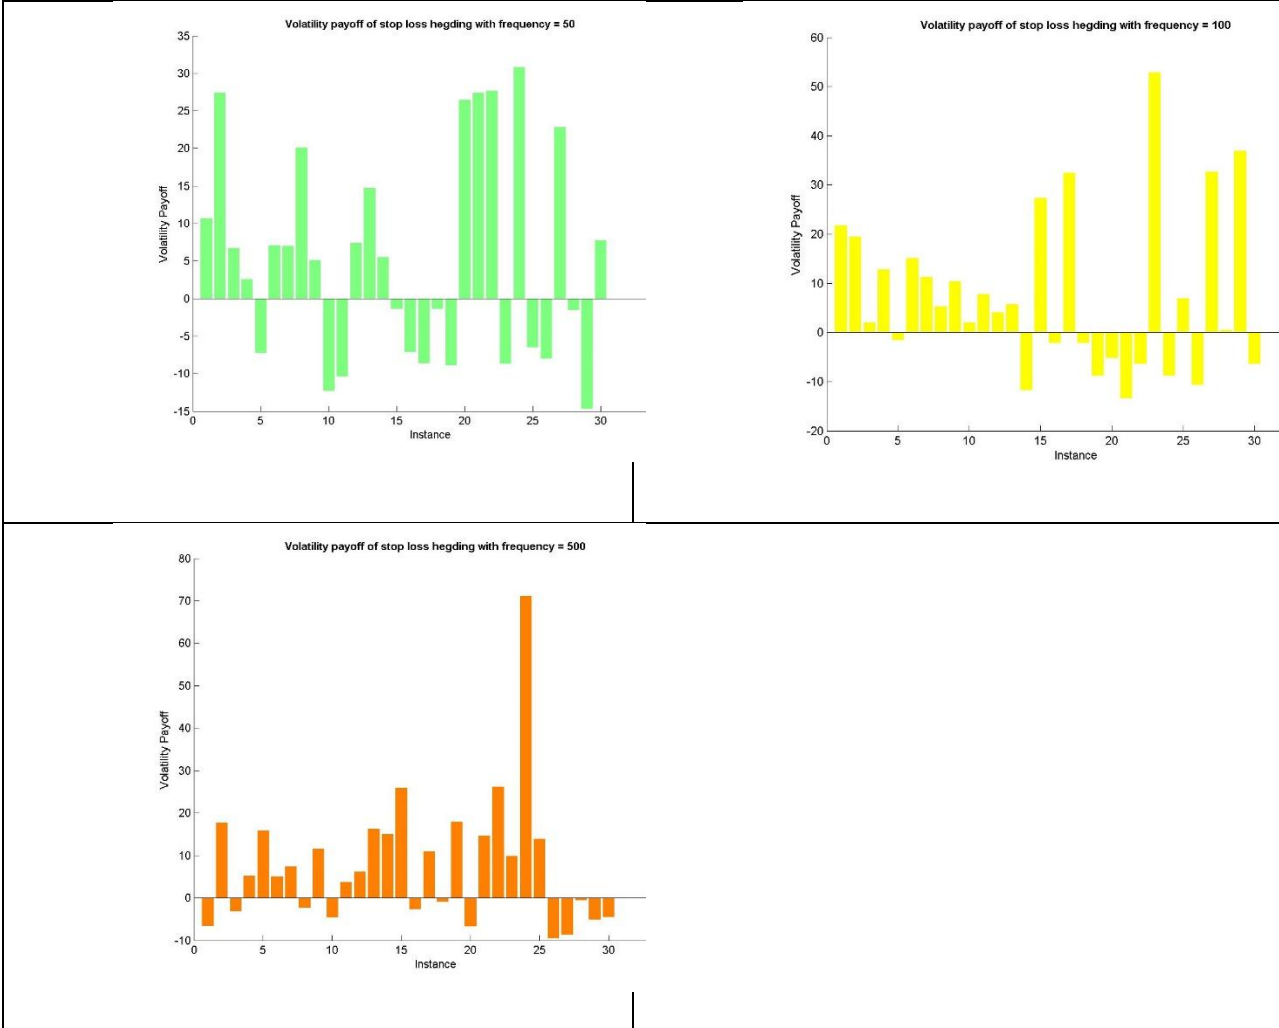 Volatility payoff of stop loss hegding with frequency = 50
35
30
25
20
15
10
5
0
-5
-10
-15
Volatility Payoff
0 5 10 15 20 25 30
Instance
Volatility payoff of stop loss hegding with frequency = 100
60
50
40
30
20
10
0
-10
-20
Volatility Payoff
0 5 10 15 20 25 30
Instance
Volatility payoff of stop loss hegding with frequency = 500
80
70
60
50
40
30
20
10
0
-10
Volatility Payoff
0 5 10 15 20 25 30
Instance